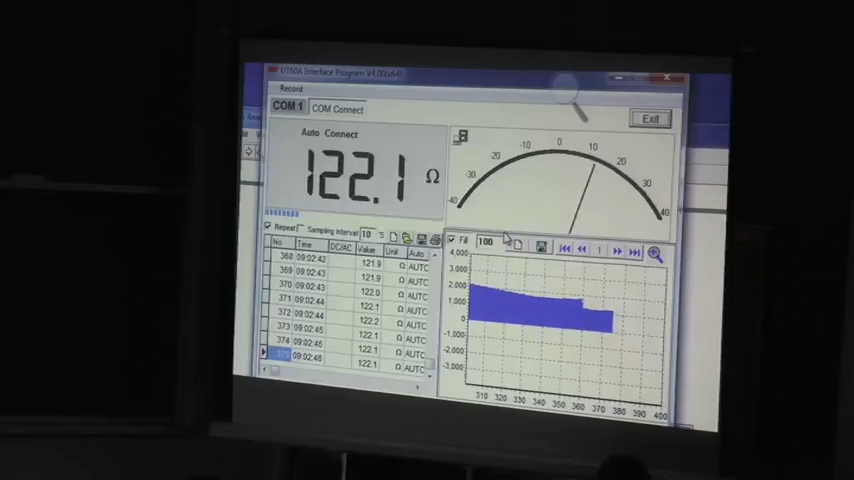 UT60A Interface Program V4.00(x64)
Record
COM 1 COM Connect
Exit
Auto Connect
122.1 Ω
-40 -30 -20 -10 0 10 20 30 40
Repeat Sampling Interval 10 'S
Fill 100
1
No Time DC/AC Value Unit Auto
368 09:02:42 121.9 Ω AUTO
369 09:02:43 121.9 Ω AUTO
370 09:02:43 122.0 Ω AUTO
371 09:02:44 122.1 Ω AUTO
372 09:02:44 122.2 Ω AUTO
373 09:02:45 122.1 Ω AUTO
374 09:02:46 122.1 Ω AUTO
375 09:02:46 122.1 Ω AUTO
4,000
3,000
2,000
1,000
0
-1,000
-2,000
-3,000
310 320 330 340 350 360 370 380 390 400